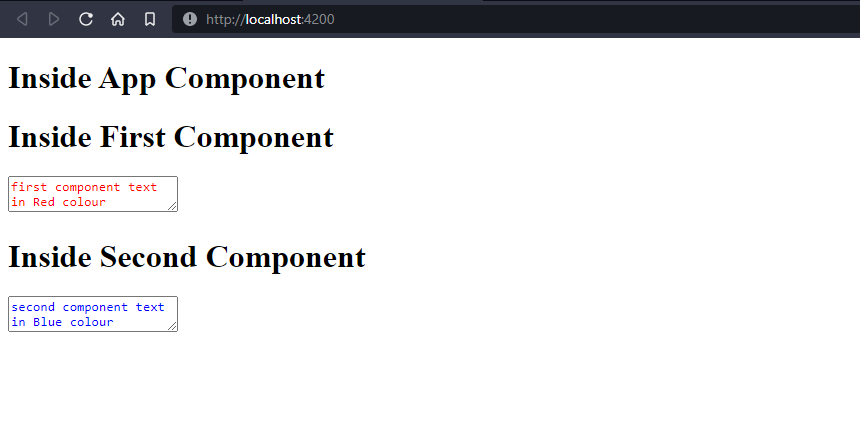 http://localhost:4200
Inside App Component
Inside First Component
first component text
in Red colour
Inside Second Component
second component text
in Blue colour